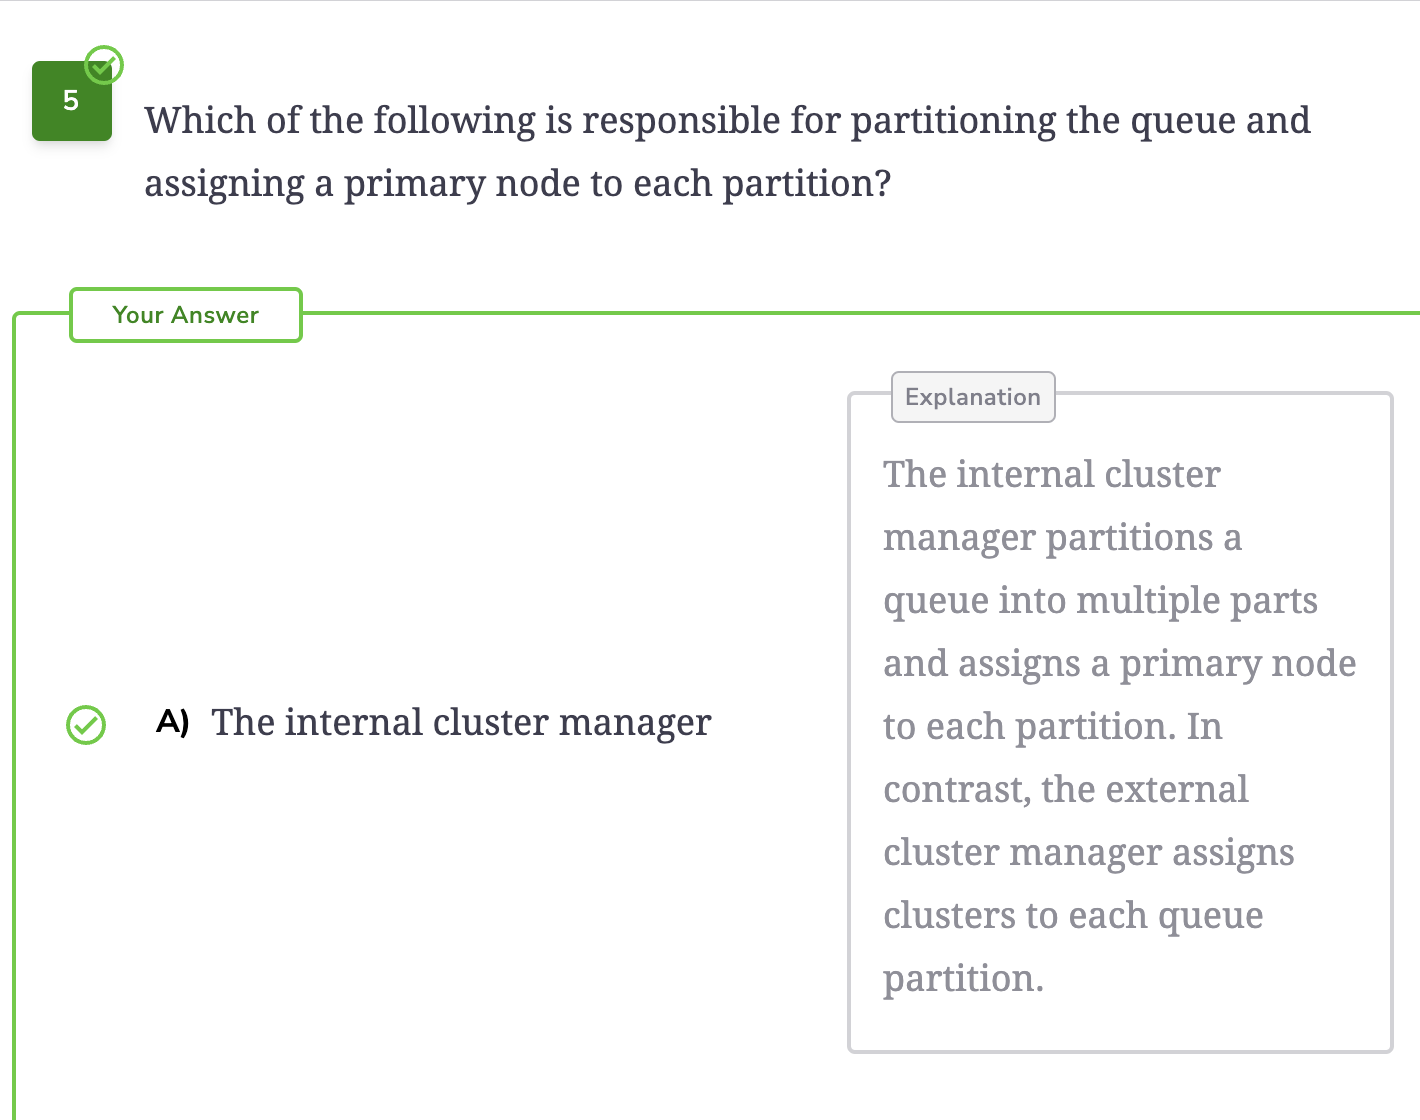 5
Which of the following is responsible for partitioning the queue and
assigning a primary node to each partition?
Your Answer
A) The internal cluster manager
Explanation
The internal cluster
manager partitions a
queue into multiple parts
and assigns a primary node
to each partition. In
contrast, the external
cluster manager assigns
clusters to each queue
partition.